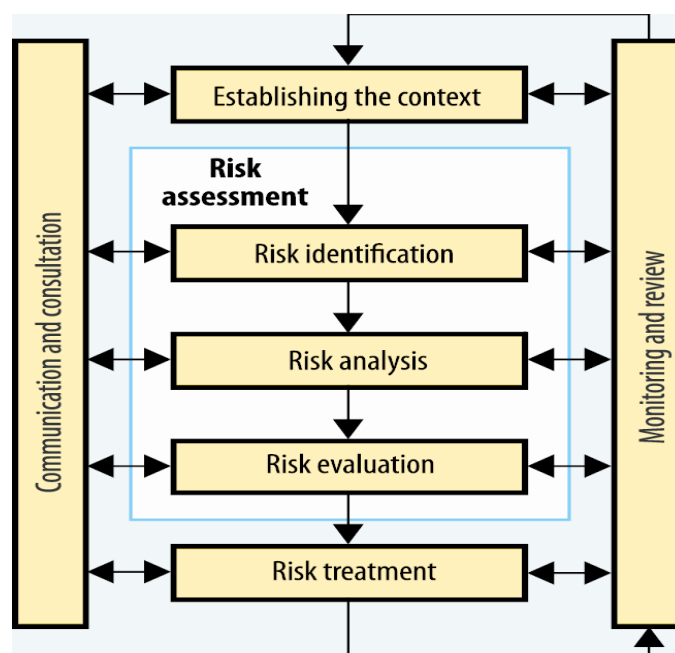 Communication and consultation
Establishing the context
Risk
assessment
Risk identification
Risk analysis
Risk evaluation
Risk treatment
Monitoring and review